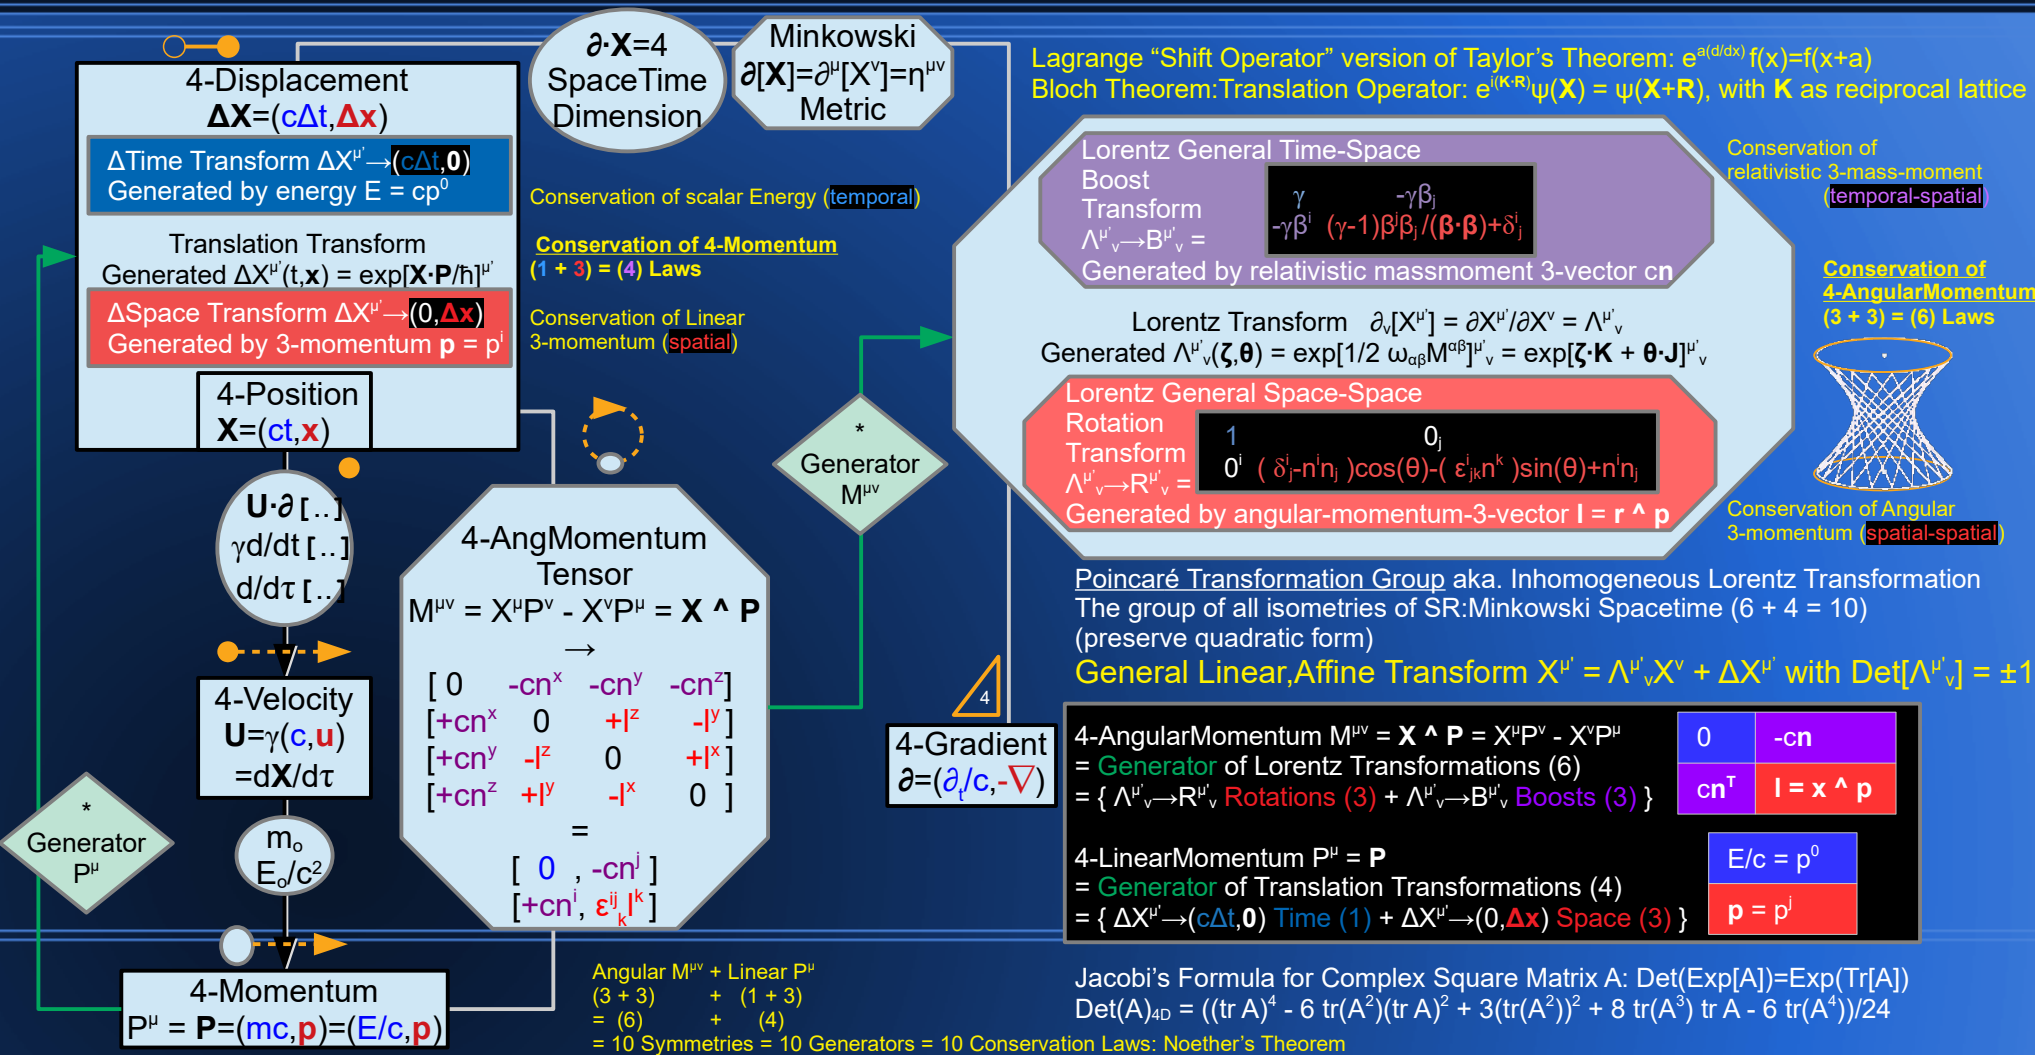 4-Displacement
ΔX=(cΔt,Δx)
ΔTime Transform ΔX^μ'→(cΔt,0)
Generated by energy E = cp^0
Translation Transform
Generated ΔX^μ'(t,x) = exp[X·P/ħ]^μ'
ΔSpace Transform ΔX^μ'→(0,Δx)
Generated by 3-momentum p = p^i
4-Position
X=(ct,x)
∂·X=4
SpaceTime
Dimension
Minkowski
∂[X]=∂^μ[X^ν]=η^μν
Metric
Conservation of scalar Energy (temporal)
Conservation of 4-Momentum
(1 + 3) = (4) Laws
Conservation of Linear
3-momentum (spatial)
U·∂[..]
γd/dt[..]
d/dτ[..]
4-Velocity
U=γ(c,u)
=dX/dτ
m_o
E_o/c²
*
Generator
P^μ
4-Momentum
P^μ = P=(mc,p)=(E/c,p)
4-AngMomentum
Tensor
M^μν = X^μP^ν - X^νP^μ = X ^ P
→
[ 0 -cn^x -cn^y -cn^z]
[+cn^x 0 +l^z -l^y]
[+cn^y -l^z 0 +l^x]
[+cn^z +l^y -l^x 0 ]
=
[ 0 , -cn^j ]
[+cn^i, ε^ij_k l^k]
*
Generator
M^μν
4
4-Gradient
∂=(∂_t/c,-∇)
Angular M^μν + Linear P^μ
(3 + 3) + (1 + 3)
= (6) + (4)
= 10 Symmetries = 10 Generators = 10 Conservation Laws: Noether's Theorem
Lagrange “Shift Operator” version of Taylor's Theorem: e^a(d/dx) f(x)=f(x+a)
Bloch Theorem:Translation Operator: e^i(K·R)ψ(X) = ψ(X+R), with K as reciprocal lattice
Lorentz General Time-Space
Boost
Transform
Λ^μ'_ν→B^μ'_ν =
γ -γβ_j
-γβ^i (γ-1)β^iβ_j/(β·β)+δ^i_j
Generated by relativistic massmoment 3-vector cn
Lorentz Transform ∂_ν[X^μ'] = ∂X^μ'/∂X^ν = Λ^μ'_ν
Generated Λ^μ'_ν(ζ,θ) = exp[1/2 ω_αβM^αβ]^μ'_ν = exp[ζ·K + θ·J]^μ'_ν
Lorentz General Space-Space
Rotation
Transform
Λ^μ'_ν→R^μ'_ν =
1 0_j
0^i ( δ^i_j-n^in_j )cos(θ)-( ε^i_jkn^k )sin(θ)+n^in_j
Generated by angular-momentum-3-vector l = r ^ p
Conservation of
relativistic 3-mass-moment
(temporal-spatial)
Conservation of
4-AngularMomentum
(3 + 3) = (6) Laws
Conservation of Angular
3-momentum (spatial-spatial)
Poincaré Transformation Group aka. Inhomogeneous Lorentz Transformation
The group of all isometries of SR:Minkowski Spacetime (6 + 4 = 10)
(preserve quadratic form)
General Linear,Affine Transform X^μ' = Λ^μ'_νX^ν + ΔX^μ' with Det[Λ^μ'_ν] = ±1
4-AngularMomentum M^μν = X ^ P = X^μP^ν - X^νP^μ
= Generator of Lorentz Transformations (6)
= { Λ^μ'_ν→R^μ'_ν Rotations (3) + Λ^μ'_ν→B^μ'_ν Boosts (3) }
0 -cn
cn^T l = x ^ p
4-LinearMomentum P^μ = P
= Generator of Translation Transformations (4)
= { ΔX^μ'→(cΔt,0) Time (1) + ΔX^μ'→(0,Δx) Space (3) }
E/c = p^0
p = p^j
Jacobi's Formula for Complex Square Matrix A: Det(Exp[A])=Exp(Tr[A])
Det(A)_4D = ((tr A)^4 - 6 tr(A^2)(tr A)^2 + 3(tr(A^2))^2 + 8 tr(A^3) tr A - 6 tr(A^4))/24